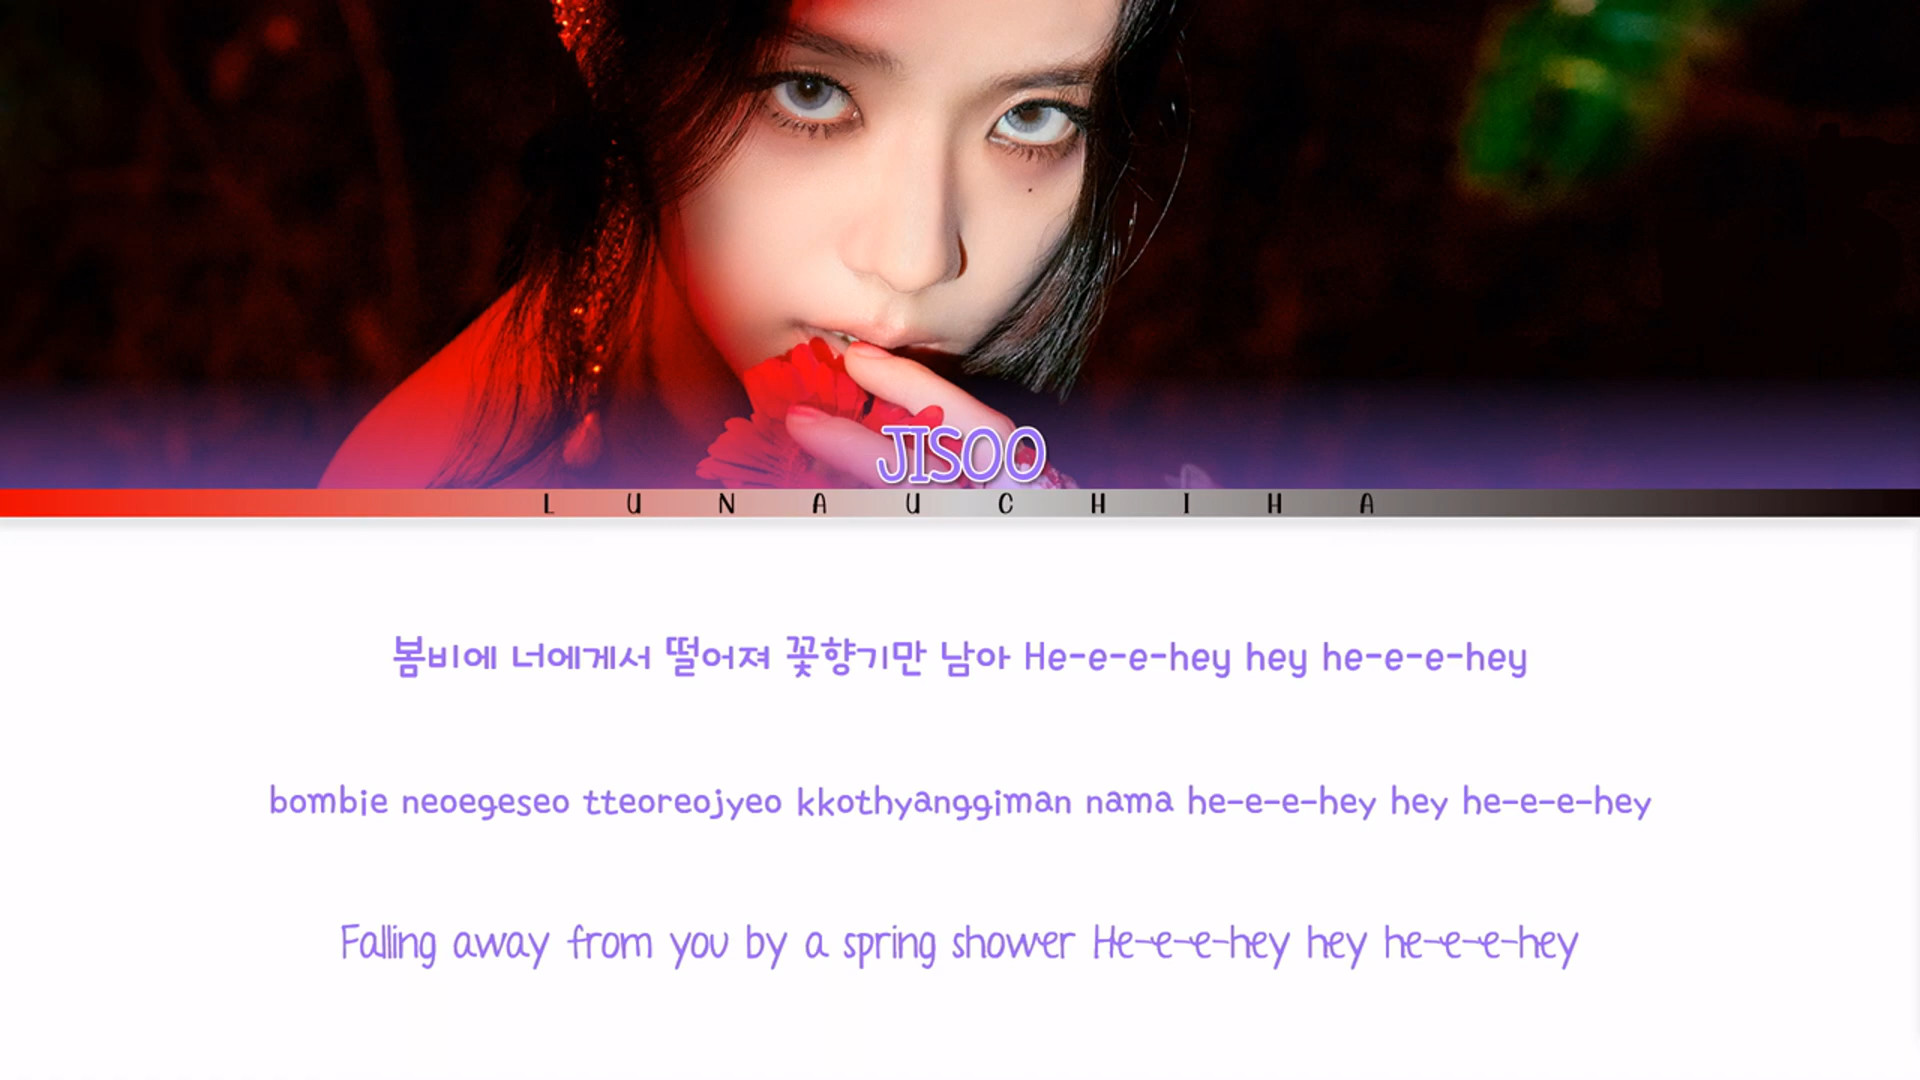 JISOO
LUNAUCHIHA
봄비에 너에게서 떨어져 꽃향기만 남아 He-e-e-hey hey he-e-e-hey
bombie neoegeseo tteoreojyeo kkothyanggiman nama he-e-e-hey hey he-e-e-hey
Falling away from you by a spring shower He-e-e-hey hey he-e-e-hey